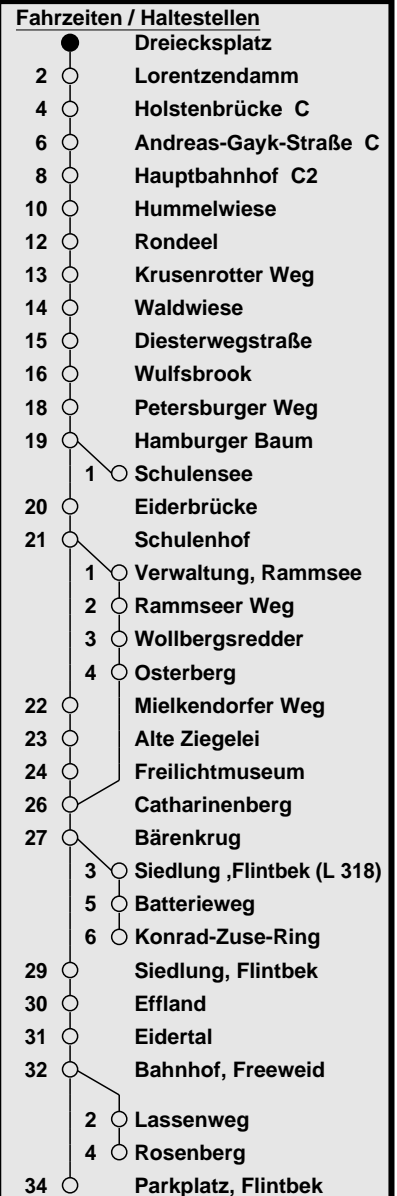 Fahrzeiten / Haltestellen
Dreiecksplatz
2 Lorentzendamm
4 Holstenbrücke C
6 Andreas-Gayk-Straße C
8 Hauptbahnhof C2
10 Hummelwiese
12 Rondeel
13 Krusenrotter Weg
14 Waldwiese
15 Diesterwegstraße
16 Wulfsbrook
18 Petersburger Weg
19 Hamburger Baum
1 Schulensee
20 Eiderbrücke
21 Schulenhof
1 Verwaltung, Rammsee
2 Rammseer Weg
3 Wollbergsredder
4 Osterberg
22 Mielkendorfer Weg
23 Alte Ziegelei
24 Freilichtmuseum
26 Catharinenberg
27 Bärenkrug
3 Siedlung ,Flintbek (L 318)
5 Batterieweg
6 Konrad-Zuse-Ring
29 Siedlung, Flintbek
30 Effland
31 Eidertal
32 Bahnhof, Freeweid
2 Lassenweg
4 Rosenberg
34 Parkplatz, Flintbek